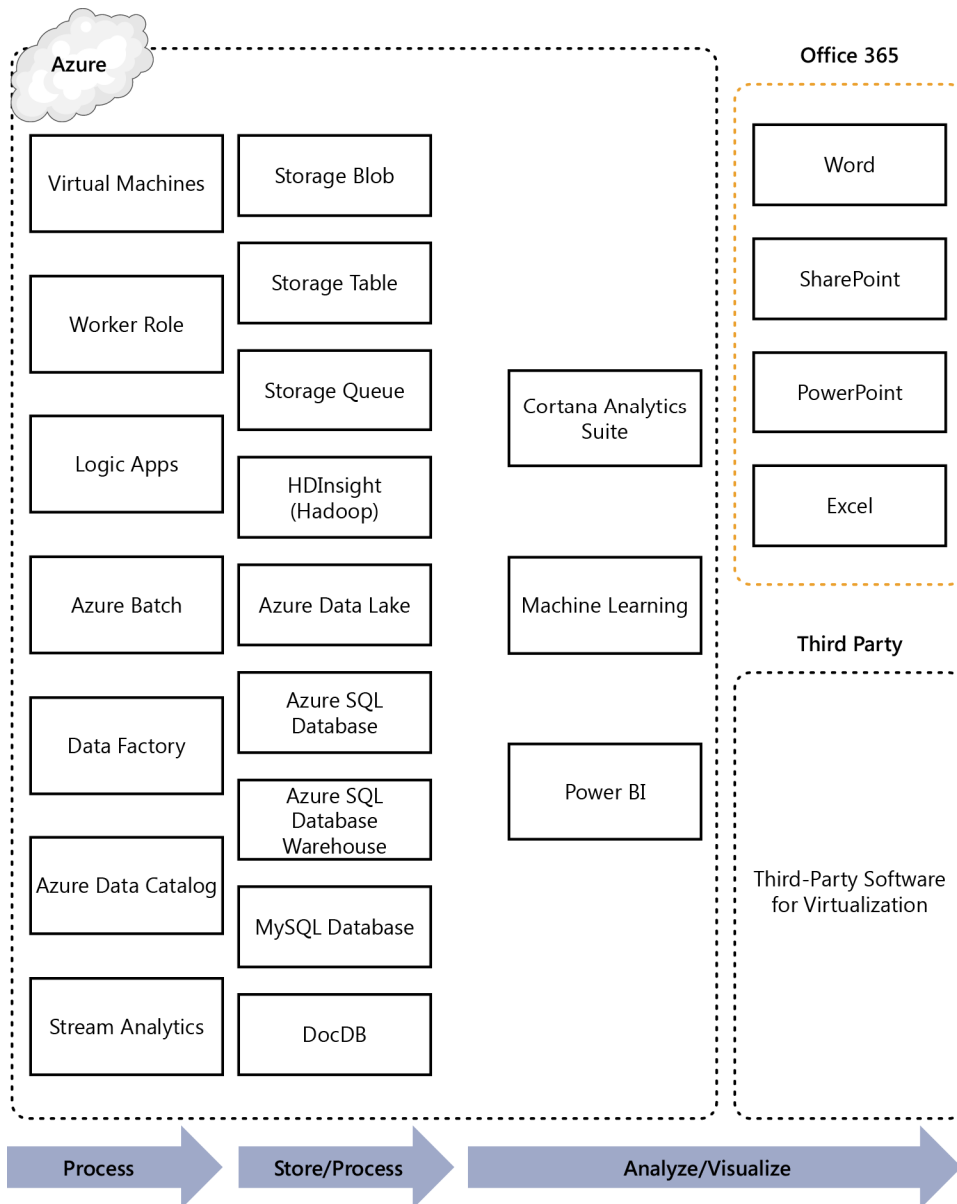 Azure
Virtual Machines
Worker Role
Logic Apps
Azure Batch
Data Factory
Azure Data Catalog
Stream Analytics
Storage Blob
Storage Table
Storage Queue
HDInsight
(Hadoop)
Azure Data Lake
Azure SQL
Database
Azure SQL
Database
Warehouse
MySQL Database
DocDB
Cortana Analytics
Suite
Machine Learning
Power BI
Office 365
Word
SharePoint
PowerPoint
Excel
Third Party
Third-Party Software
for Virtualization
Process
Store/Process
Analyze/Visualize